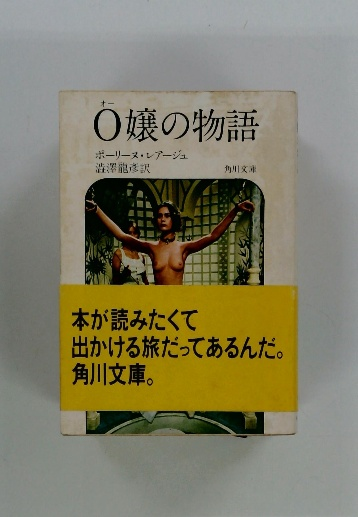 オー
O嬢の物語
ポーリーヌ・レアージュ
澁澤龍彦訳
角川文庫
本が読みたくて
出かける旅だってあるんだ。
角川文庫。